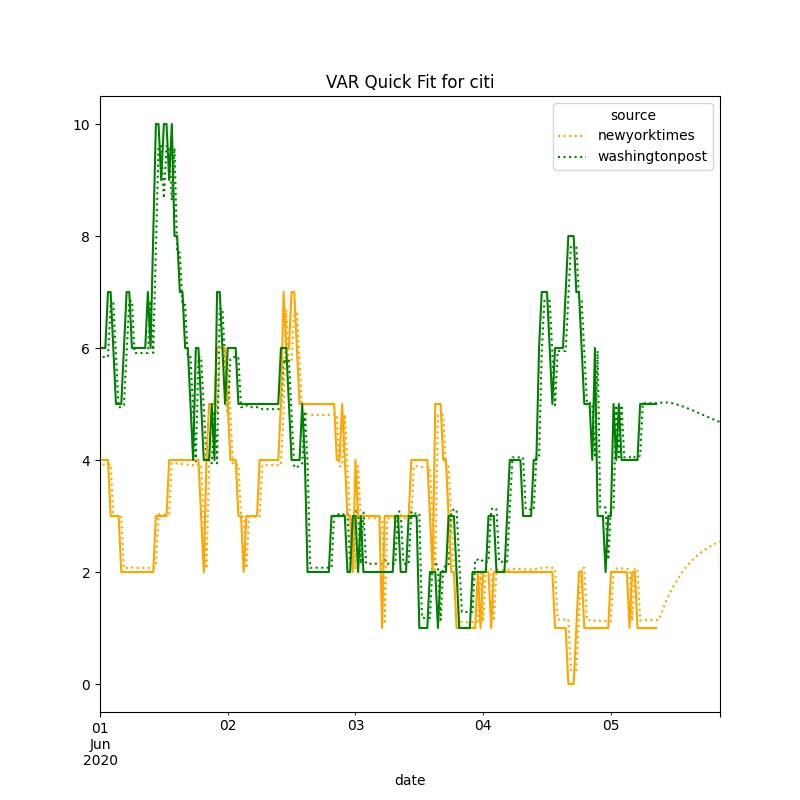 VAR Quick Fit for citi
source
newyorktimes
washingtonpost
10
8
6
4
2
0
01 02 03 04 05
Jun
2020
date